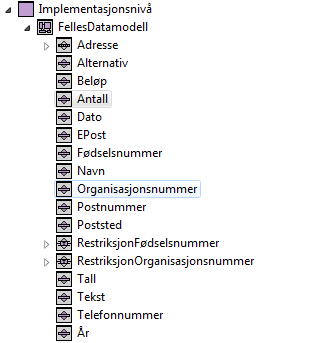 Implementasjonsnivå
FellesDatamodell
Adresse
Alternativ
Beløp
Antall
Dato
EPost
Fødselsnummer
Navn
Organisasjonsnummer
Postnummer
Poststed
RestriksjonFødselsnummer
RestriksjonOrganisasjonsnummer
Tall
Tekst
Telefonnummer
År